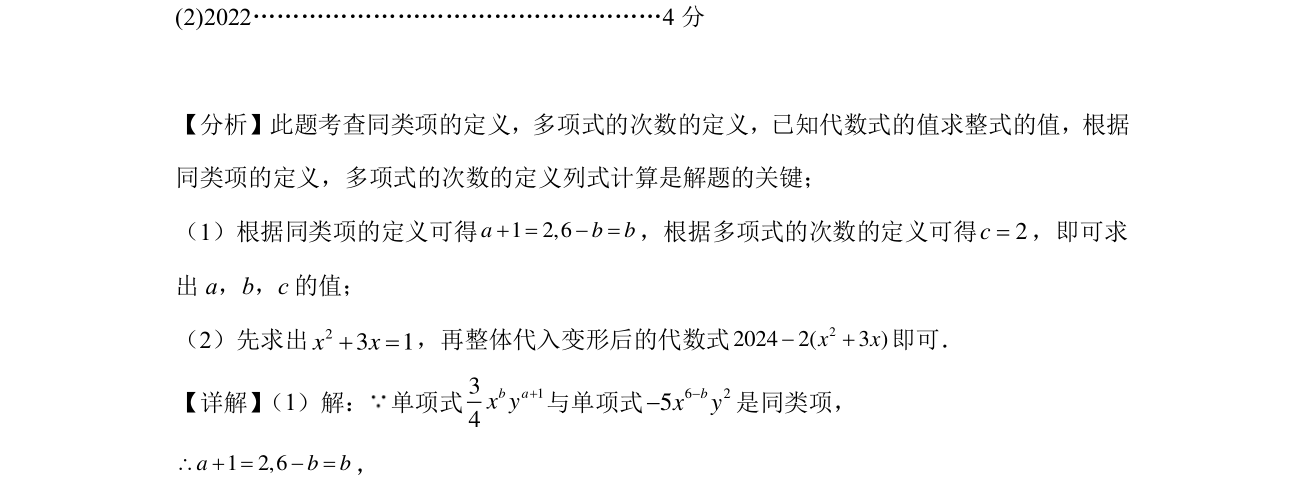 (2)2022………………………………………………4 分
【分析】此题考查同类项的定义，多项式的次数的定义，已知代数式的值求整式的值，根据
同类项的定义，多项式的次数的定义列式计算是解题的关键；
（1）根据同类项的定义可得 a+1=2,6−b=b，根据多项式的次数的定义可得 c=2，即可求
出 a，b，c 的值；
（2）先求出 x²+3x=1，再整体代入变形后的代数式 2024−2(x²+3x) 即可．
【详解】（1）解：∵单项式 \frac{3}{4}x^{b}y^{a+1} 与单项式 −5x^{6−b}y^{2} 是同类项，
∴a+1=2,6−b=b，